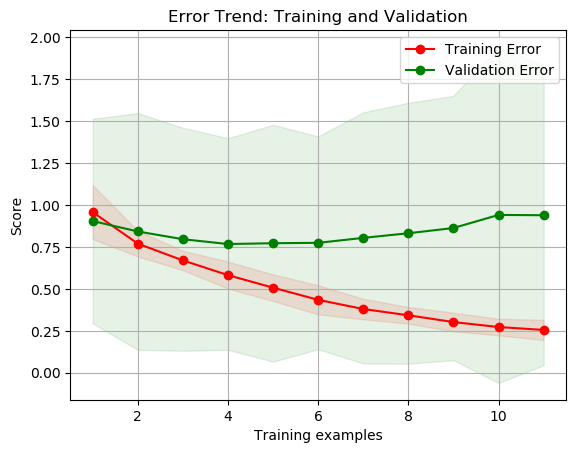 Error Trend: Training and Validation
2.00
1.75
1.50
1.25
1.00
0.75
0.50
0.25
0.00
Score
Training Error
Validation Error
2
4
6
8
10
Training examples